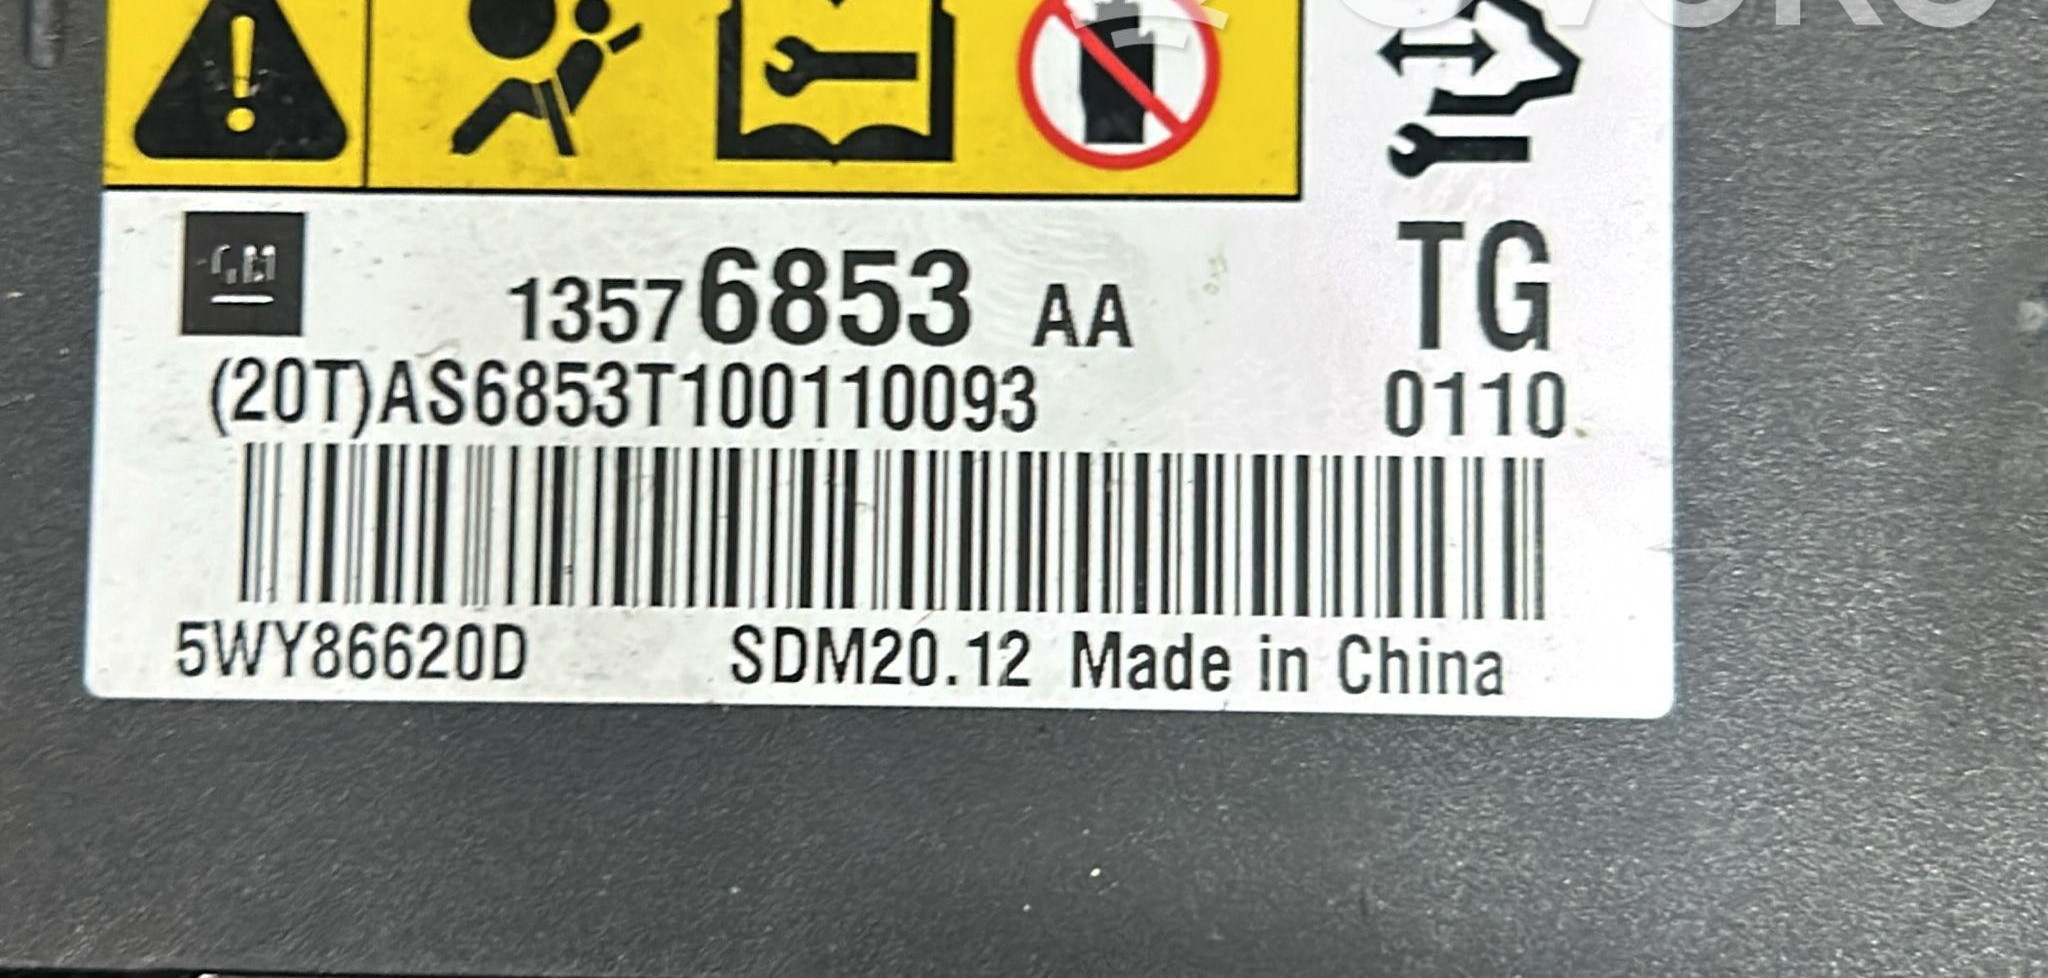 GM
13576853 AA
TG
(20T)AS6853T100110093
0110
5WY86620D SDM20.12 Made in China